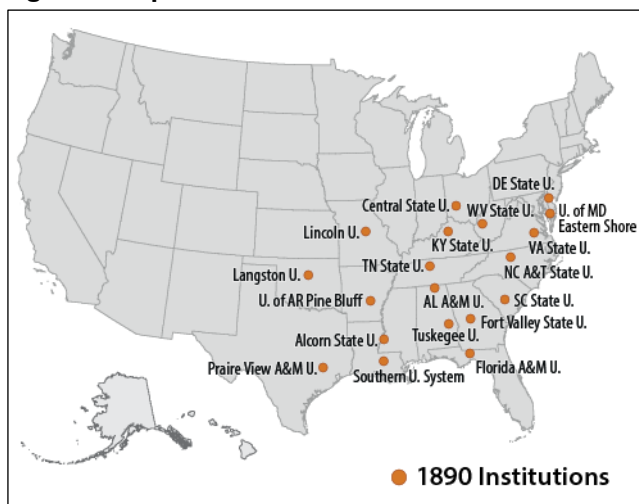 DE State U.
Central State U.
WV State U.
U. of MD
Eastern Shore
Lincoln U.
KY State U.
VA State U.
TN State U.
NC A&T State U.
Langston U.
U. of AR Pine Bluff
AL A&M U.
SC State U.
Fort Valley State U.
Alcorn State U.
Tuskegee U.
Praire View A&M U.
Southern U. System
Florida A&M U.
1890 Institutions